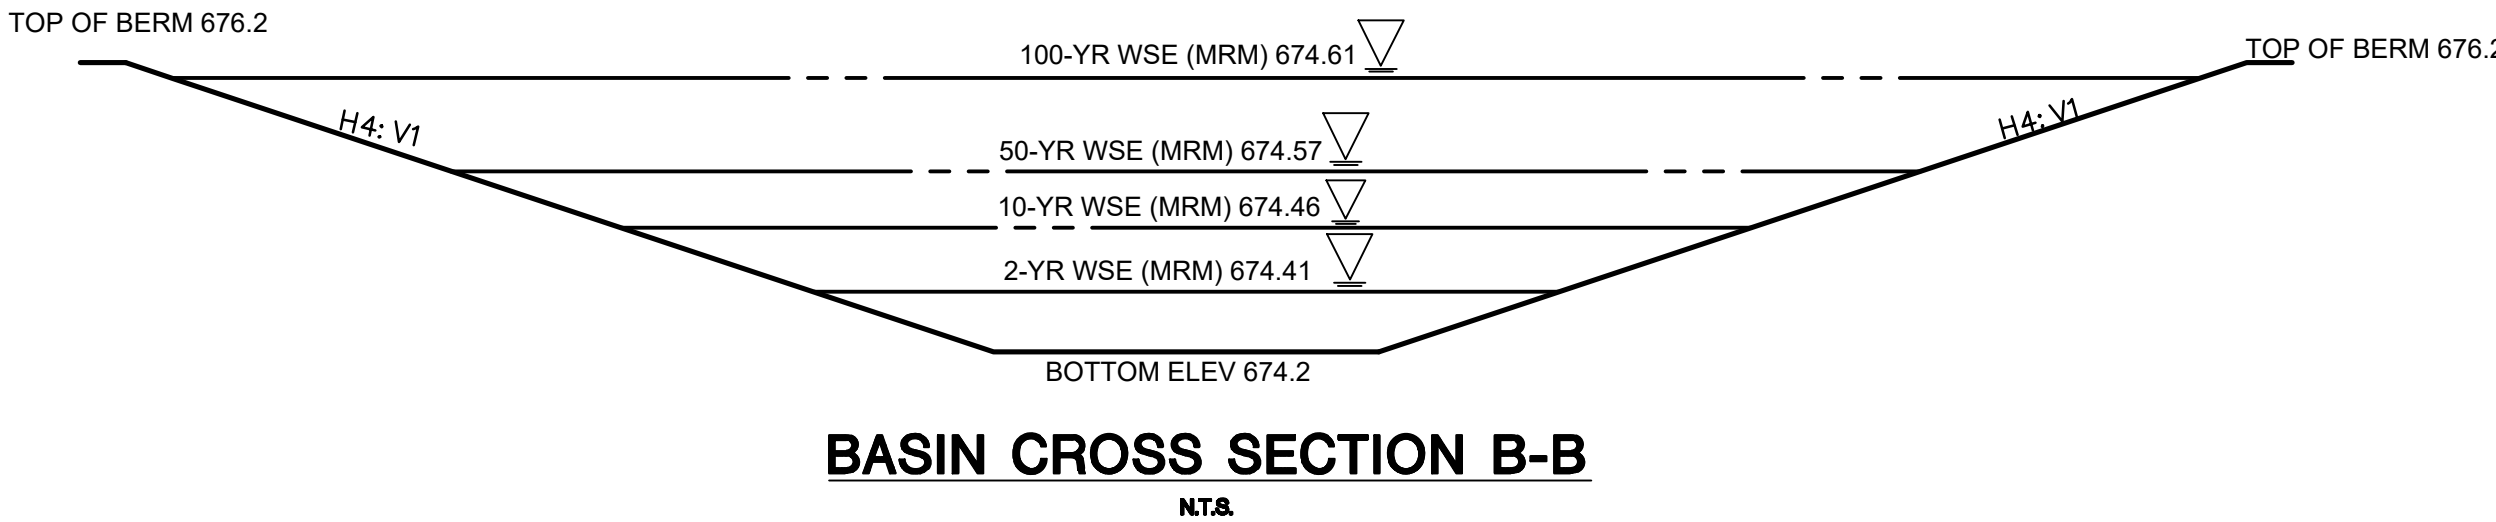 TOP OF BERM 676.2
100-YR WSE (MRM) 674.61
TOP OF BERM 676.2
H4: V1
H4: V1
50-YR WSE (MRM) 674.57
10-YR WSE (MRM) 674.46
2-YR WSE (MRM) 674.41
BOTTOM ELEV 674.2
BASIN CROSS SECTION B-B
N.T.S.